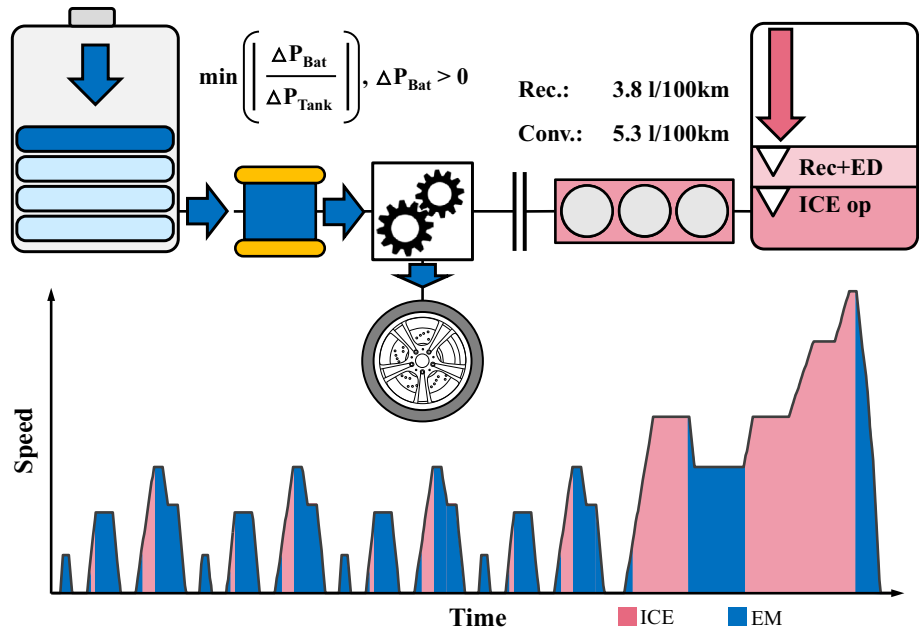 min(|ΔP_Bat / ΔP_Tank|), ΔP_Bat > 0
Rec.: 3.8 l/100km
Conv.: 5.3 l/100km
Rec+ED
ICE op
Speed
Time
ICE
EM